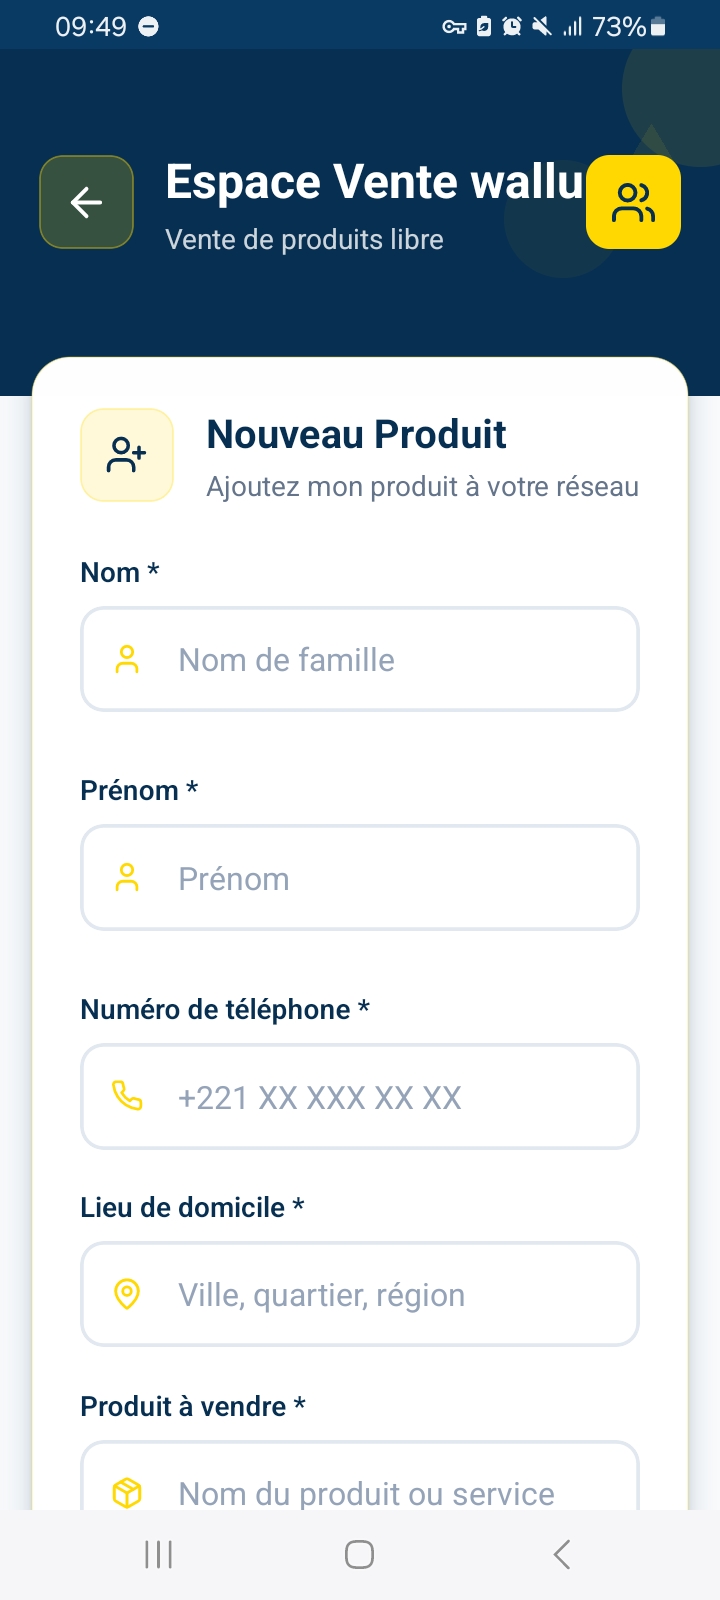 09:49
73%
Espace Vente wallu
Vente de produits libre
Nouveau Produit
Ajoutez mon produit à votre réseau
Nom *
Nom de famille
Prénom *
Prénom
Numéro de téléphone *
+221 XX XXX XX XX
Lieu de domicile *
Ville, quartier, région
Produit à vendre *
Nom du produit ou service